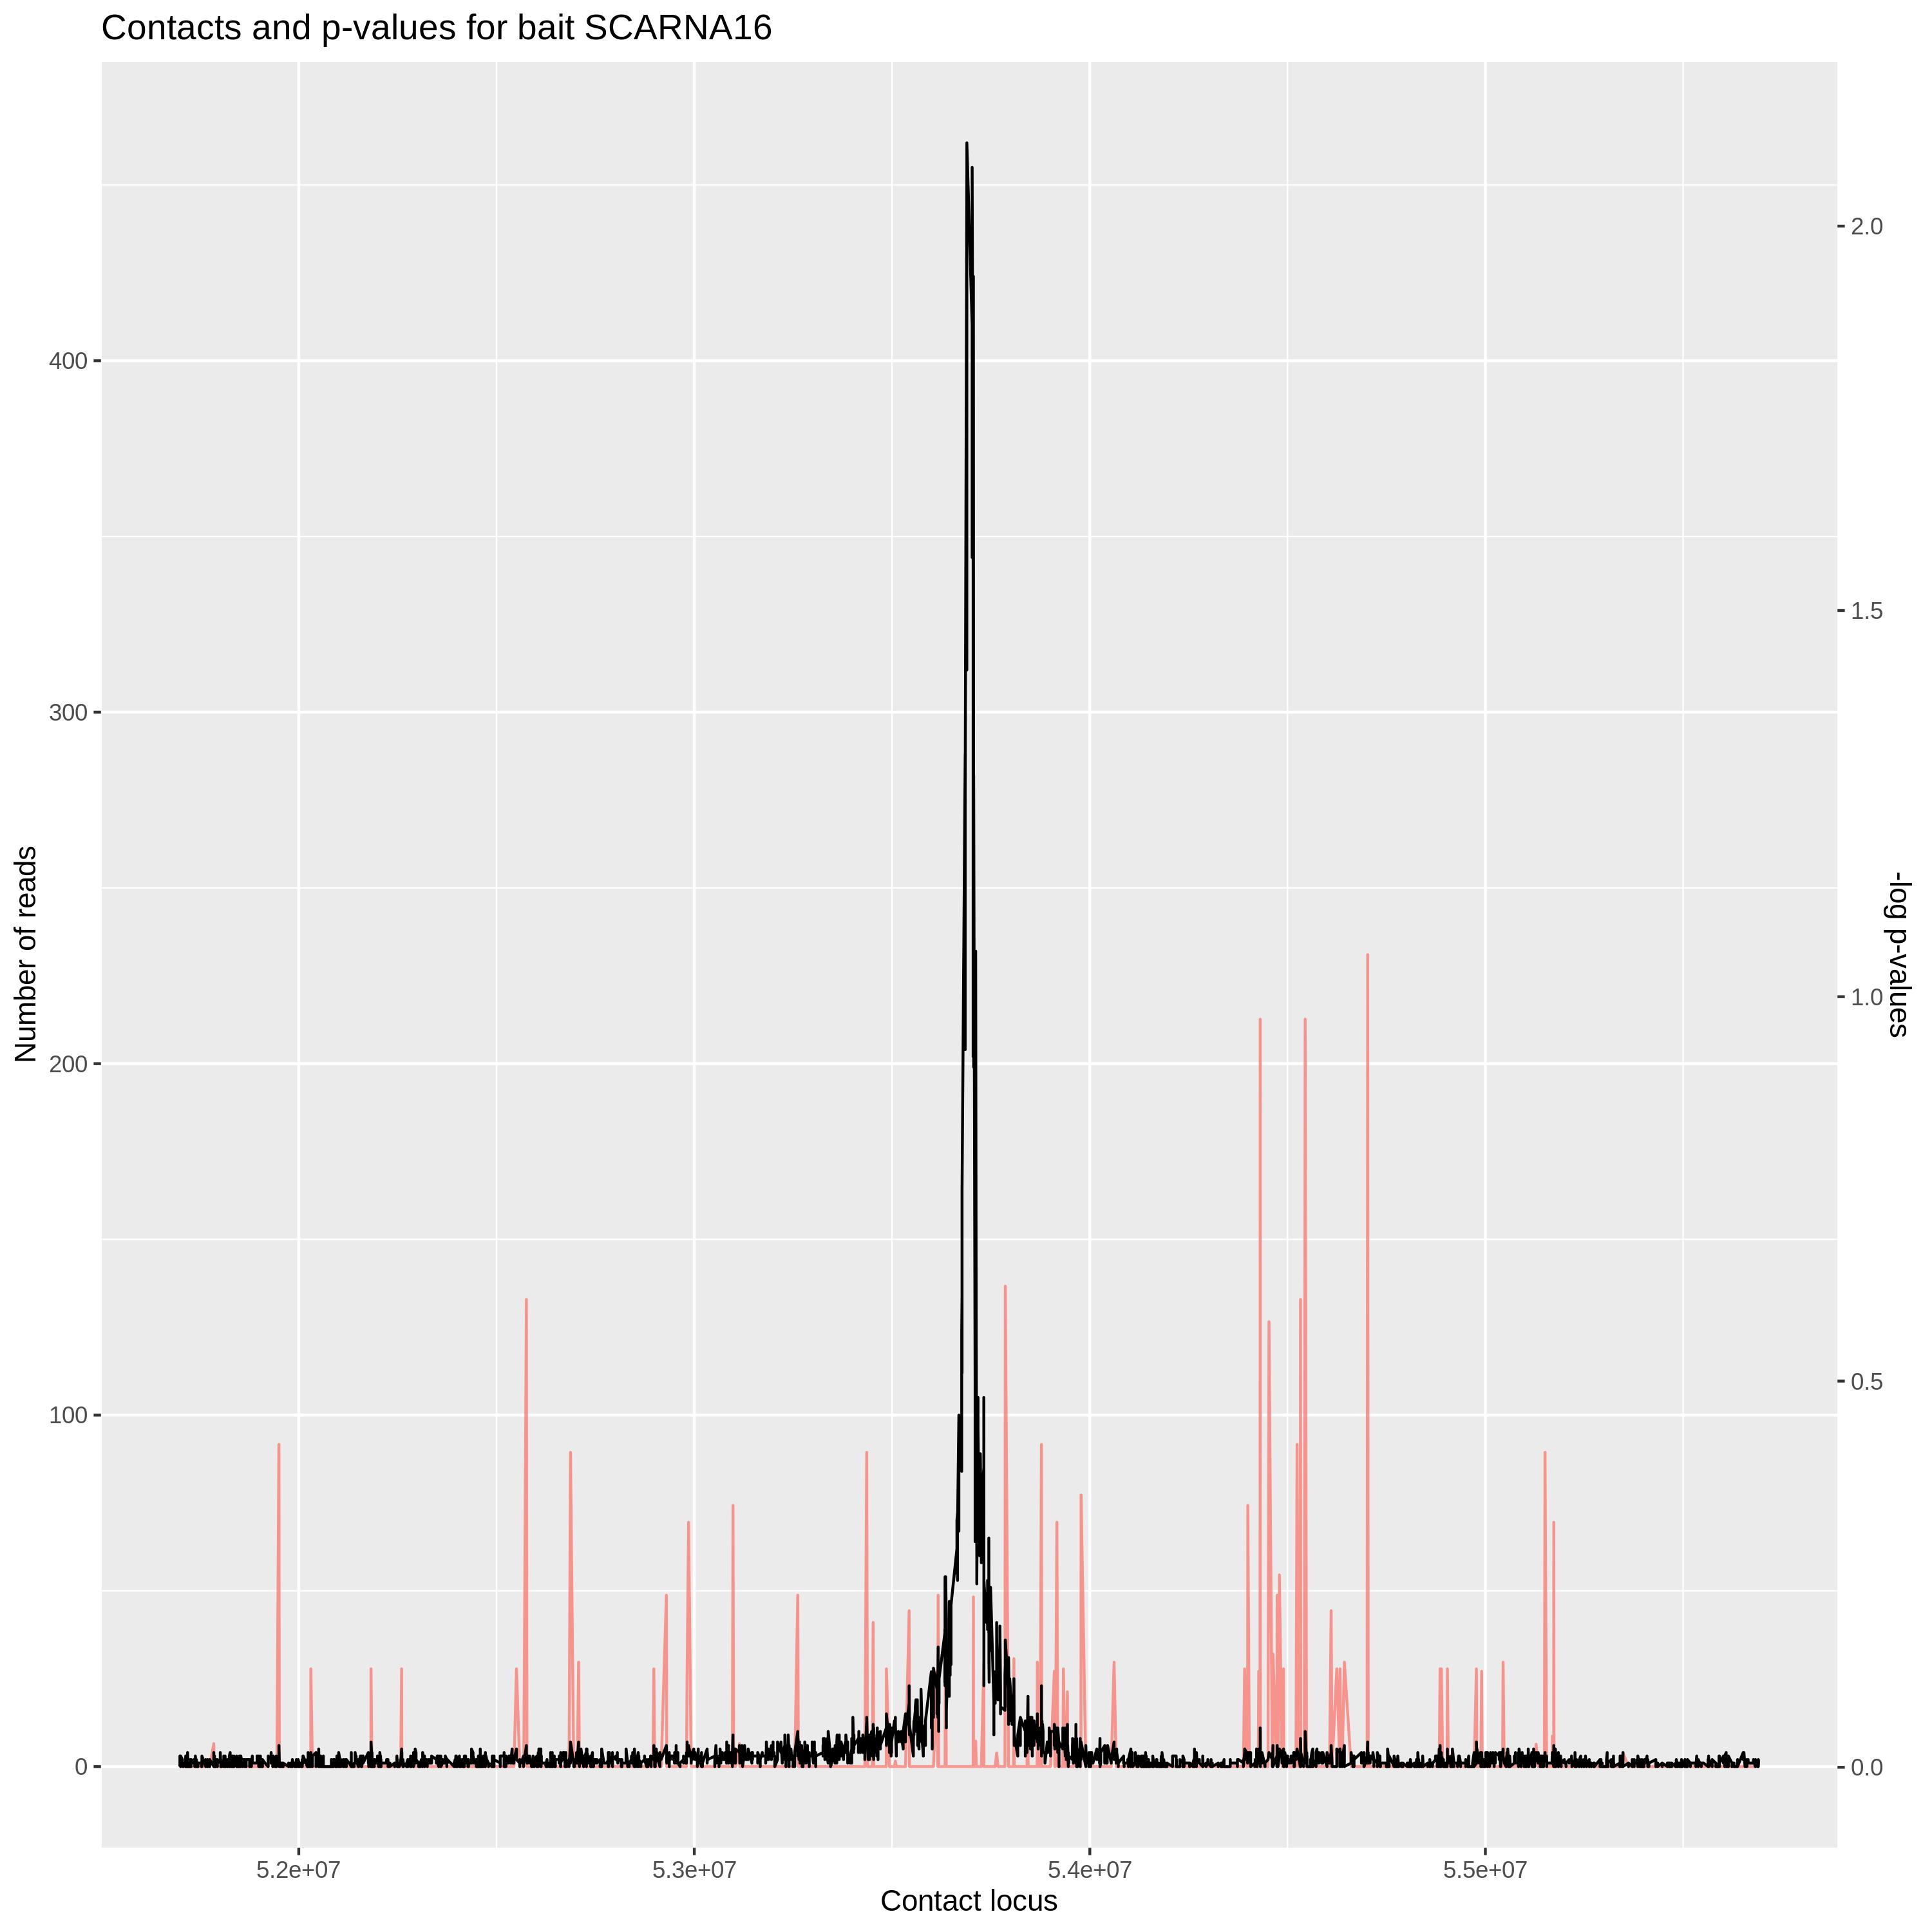 Contacts and p-values for bait SCARNA16
Number of reads
400
300
200
100
0
2.0
1.5
1.0
0.5
0.0
-log p-values
5.2e+07
5.3e+07
5.4e+07
5.5e+07
Contact locus